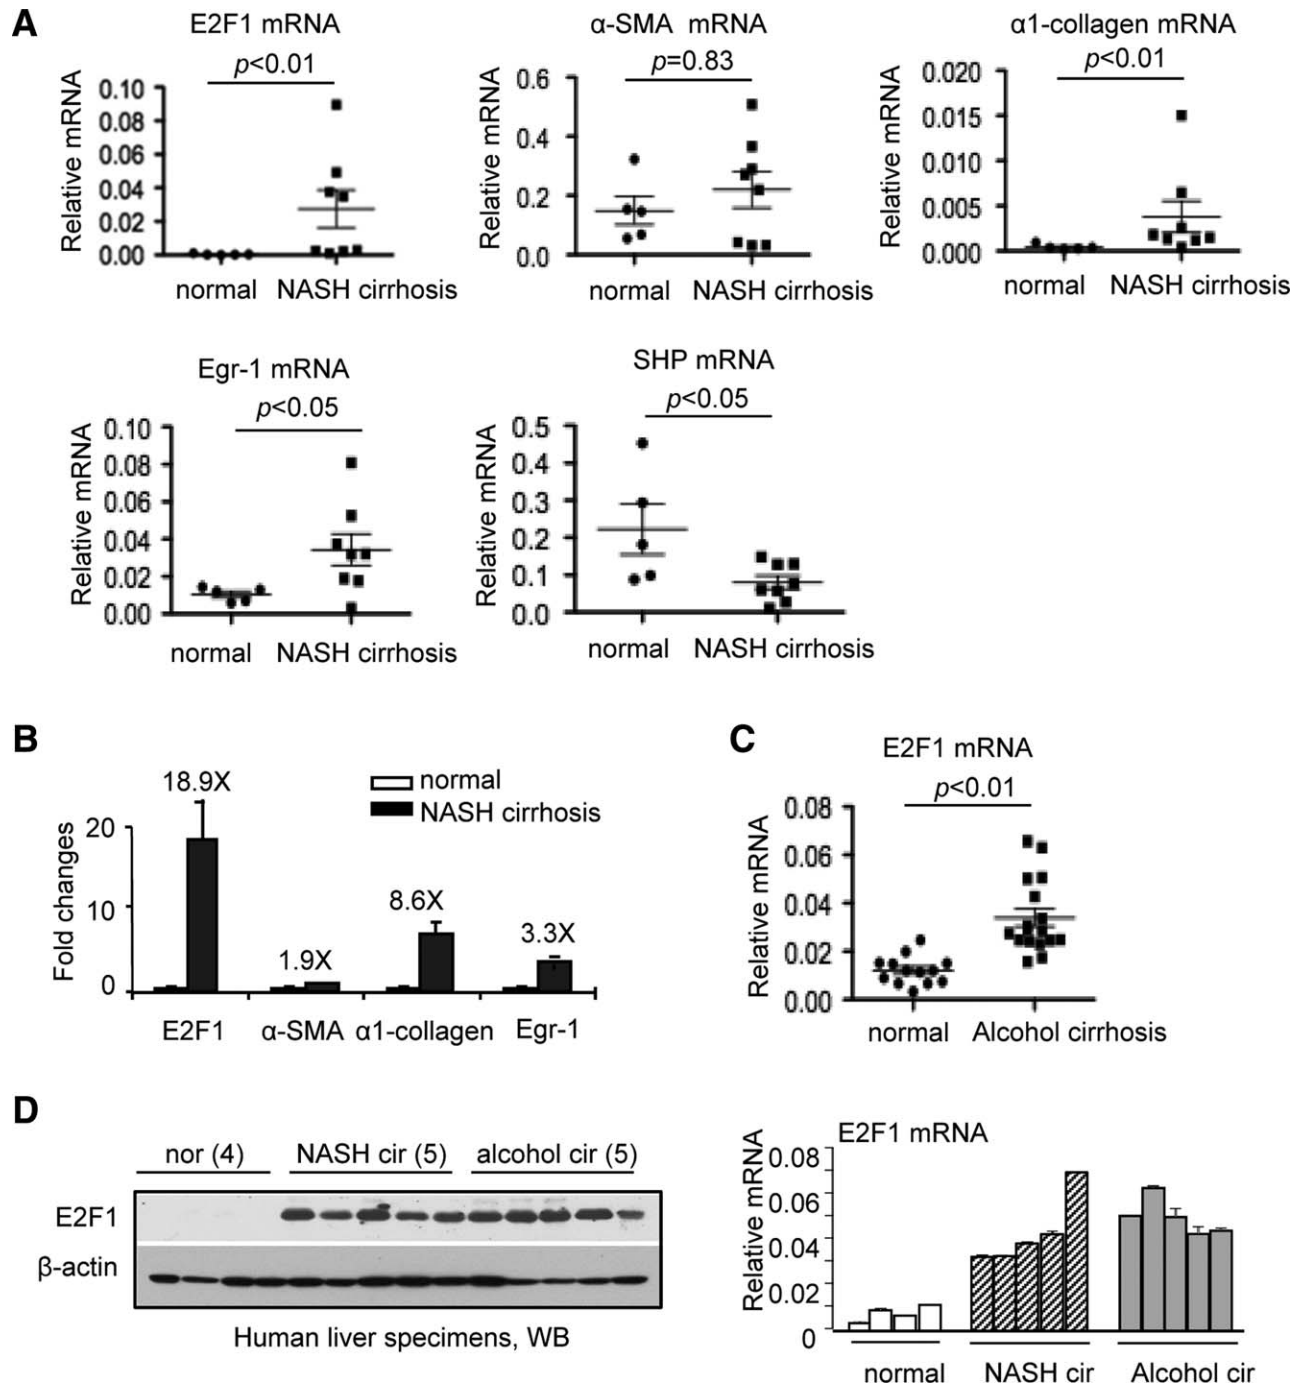 A
E2F1 mRNA
p<0.01
Relative mRNA
0.10
0.08
0.06
0.04
0.02
0.00
normal NASH cirrhosis
α-SMA mRNA
p=0.83
Relative mRNA
0.6
0.4
0.2
0.0
normal NASH cirrhosis
α1-collagen mRNA
p<0.01
Relative mRNA
0.020
0.015
0.010
0.005
0.000
normal NASH cirrhosis
Egr-1 mRNA
p<0.05
Relative mRNA
0.10
0.08
0.06
0.04
0.02
0.00
normal NASH cirrhosis
SHP mRNA
p<0.05
Relative mRNA
0.5
0.4
0.3
0.2
0.1
0.0
normal NASH cirrhosis
B
normal
NASH cirrhosis
Fold changes
20
10
0
18.9X
1.9X
8.6X
3.3X
E2F1 α-SMA α1-collagen Egr-1
C
E2F1 mRNA
p<0.01
Relative mRNA
0.08
0.06
0.04
0.02
0.00
normal Alcohol cirrhosis
D
nor (4) NASH cir (5) alcohol cir (5)
E2F1
β-actin
Human liver specimens, WB
E2F1 mRNA
Relative mRNA
0.08
0.06
0.04
0.02
0
normal NASH cir Alcohol cir